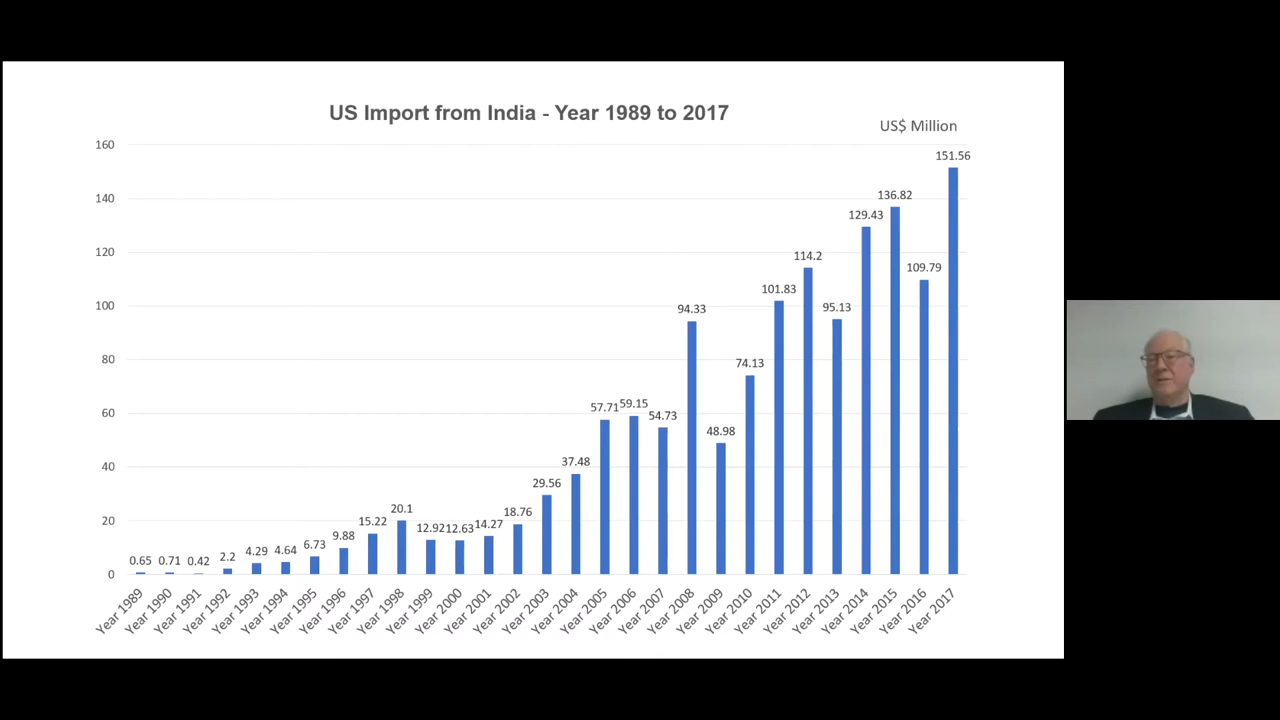 US Import from India - Year 1989 to 2017
US$ Million
160
140
120
100
80
60
40
20
0
0.65
0.71
0.42
2.2
4.29
4.64
6.73
9.88
15.22
20.1
12.92
12.63
14.27
18.76
29.56
37.48
57.71
59.15
54.73
94.33
48.98
74.13
101.83
114.2
95.13
129.43
136.82
109.79
151.56
Year 1989
Year 1990
Year 1991
Year 1992
Year 1993
Year 1994
Year 1995
Year 1996
Year 1997
Year 1998
Year 1999
Year 2000
Year 2001
Year 2002
Year 2003
Year 2004
Year 2005
Year 2006
Year 2007
Year 2008
Year 2009
Year 2010
Year 2011
Year 2012
Year 2013
Year 2014
Year 2015
Year 2016
Year 2017